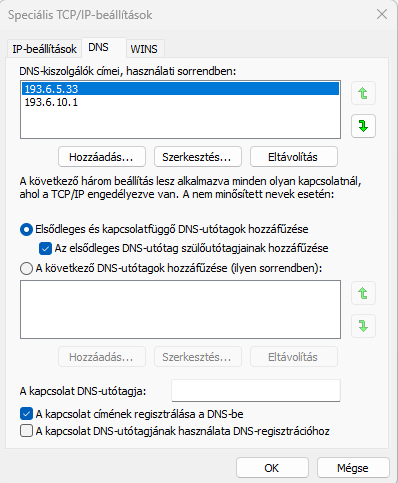 Speciális TCP/IP-beállítások
IP-beállítások DNS WINS
DNS-kiszolgálók címei, használati sorrendben:
193.6.5.33
193.6.10.1
Hozzáadás... Szerkesztés... Eltávolítás
A következő három beállítás lesz alkalmazva minden olyan kapcsolatnál,
ahol a TCP/IP engedélyezve van. A nem minősített nevek esetén:
Elsődleges és kapcsolatfüggő DNS-utótagok hozzáfűzése
Az elsődleges DNS-utótag szülőutótagjainak hozzáfűzése
A következő DNS-utótagok hozzáfűzése (ilyen sorrendben):
Hozzáadás... Szerkesztés... Eltávolítás
A kapcsolat DNS-utótagja:
A kapcsolat címének regisztrálása a DNS-be
A kapcsolat DNS-utótagjának használata DNS-regisztrációhoz
OK Mégse